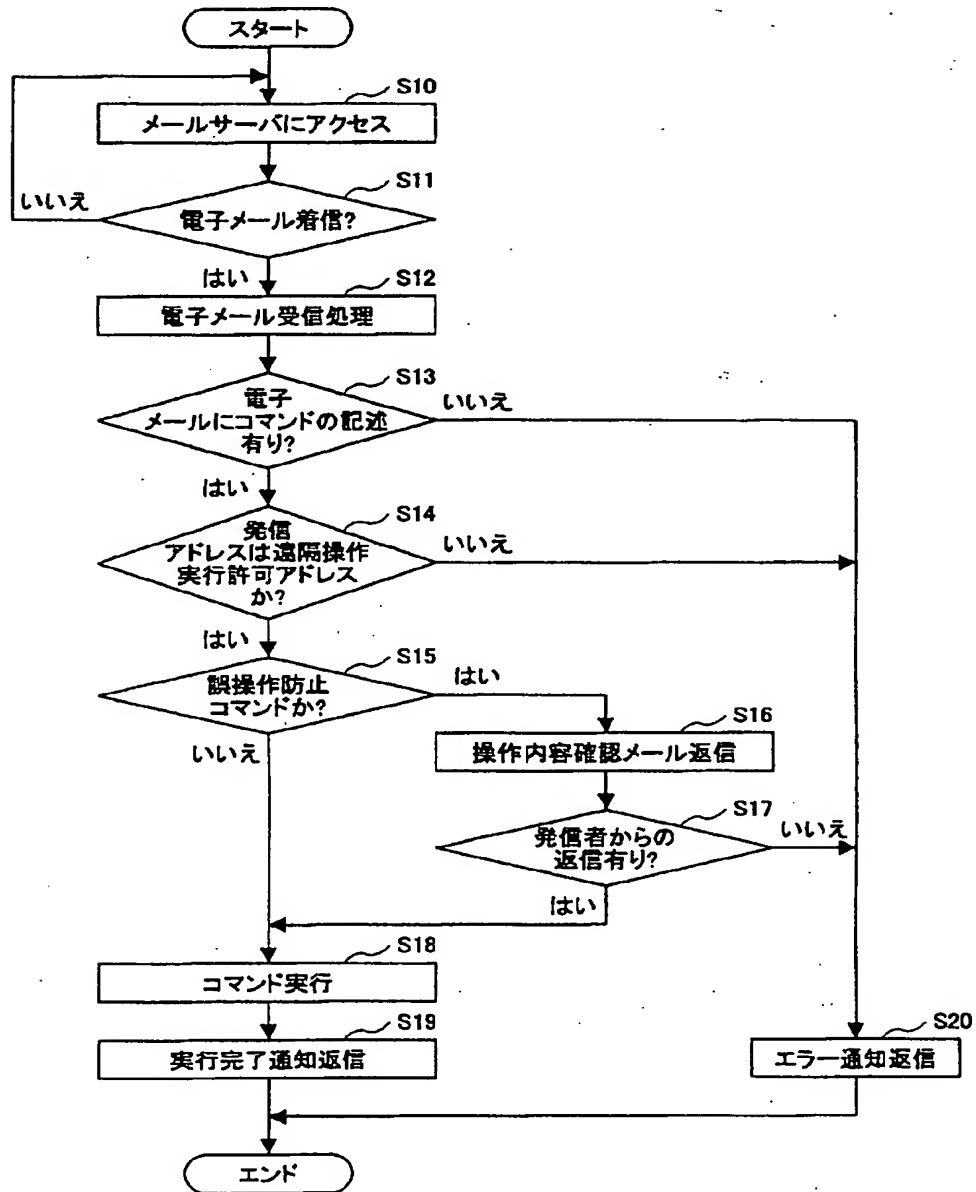 スタート
S10
メールサーバにアクセス
S11
いいえ
電子メール着信?
はい
S12
電子メール受信処理
S13
電子
メールにコマンドの記述
有り?
いいえ
はい
S14
発信
アドレスは遠隔操作
実行許可アドレス
か?
いいえ
はい
S15
誤操作防止
コマンドか?
はい
いいえ
S16
操作内容確認メール返信
S17
発信者からの
返信有り?
いいえ
はい
S18
コマンド実行
S19
実行完了通知返信
S20
エラー通知返信
エンド